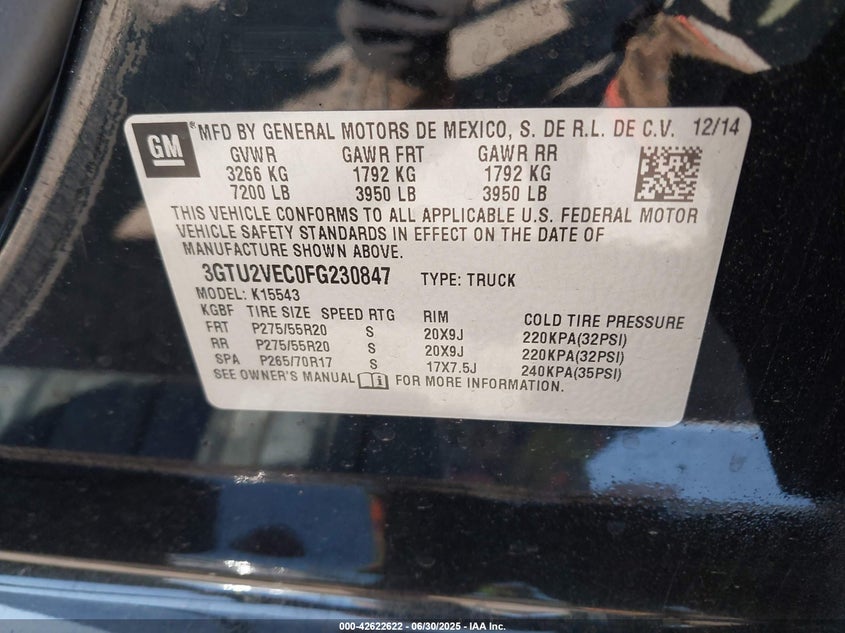 GM ® MFD BY GENERAL MOTORS DE MEXICO, S. DE R.L. DE C.V. 12/14
GVWR GAWR FRT GAWR RR
3266 KG 1792 KG 1792 KG
7200 LB 3950 LB 3950 LB
THIS VEHICLE CONFORMS TO ALL APPLICABLE U.S. FEDERAL MOTOR
VEHICLE SAFETY STANDARDS IN EFFECT ON THE DATE OF
MANUFACTURE SHOWN ABOVE.
3GTU2VEC0FG230847 TYPE: TRUCK
MODEL: K15543
KGBF TIRE SIZE SPEED RTG RIM COLD TIRE PRESSURE
FRT P275/55R20 S 20X9J 220KPA(32PSI)
RR P275/55R20 S 20X9J 220KPA(32PSI)
SPA P265/70R17 S 17X7.5J 240KPA(35PSI)
SEE OWNER'S MANUAL i FOR MORE INFORMATION.
000-42622622 - 06/30/2025 - IAA Inc.